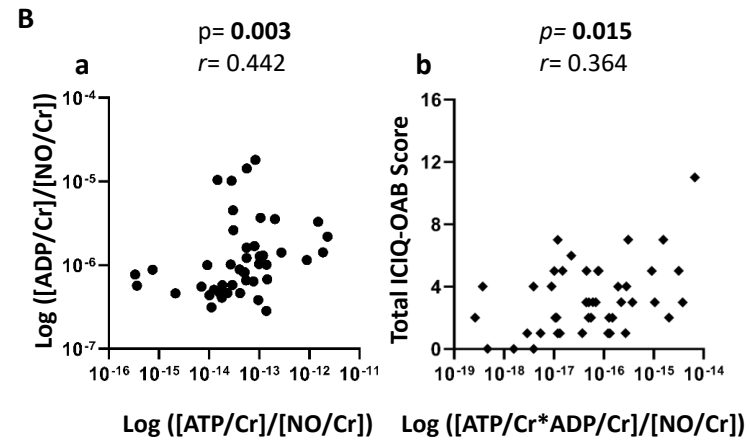 B
p= 0.003
r= 0.442
a
Log ([ADP/Cr]/[NO/Cr])
10-4
10-5
10-6
10-7
10-16
10-15
10-14
10-13
10-12
10-11
Log ([ATP/Cr]/[NO/Cr])
p= 0.015
r= 0.364
b
Total ICIQ-OAB Score
16
12
8
4
0
10-19
10-18
10-17
10-16
10-15
10-14
Log ([ATP/Cr*ADP/Cr]/[NO/Cr])